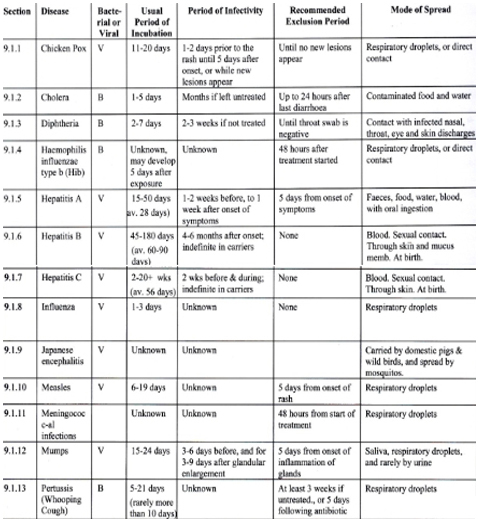 Section Disease Bacte-rial or Viral Usual Period of Incubation Period of Infectivity Recommended Exclusion Period Mode of Spread
9.1.1 Chicken Pox V 11-20 days 1-2 days prior to the Until no new lesions Respiratory droplets, or direct
rash until 5 days after appear contact
onset, or while new
lesions appear
9.1.2 Cholera B 1-5 days Months if left untreated Up to 24 hours after Contaminated food and water
last diarrhoea
9.1.3 Diphtheria B 2-7 days 2-3 weeks if not treated Until throat swab is Contact with infected nasal,
negative throat, eye and skin discharges
9.1.4 Haemophilis B Unknown, Unknown 48 hours after Respiratory droplets, or direct
influenzae may develop treatment started contact
type b (Hib) 5 days after
exposure
9.1.5 Hepatitis A V 15-50 days 1-2 weeks before, to 1 5 days from onset of Faeces, food, water, blood,
av. 28 days) week after onset of symptoms with oral ingestion
symptoms
9.1.6 Hepatitis B V 45-180 days 4-6 months after onset; None Blood. Sexual contact.
(av. 60-90 indefinite in carriers Through skin and mucus
days) memb. At birth.
9.1.7 Hepatitis C V 2-20+ wks 2 wks before & during; None Blood. Sexual contact.
(av. 56 days) indefinite in carriers Through skin. At birth.
9.1.8 Influenza V 1-3 days Unknown None Respiratory droplets
9.1.9 Japanese V Unknown Unknown Carried by domestic pigs &
encephalitis wild birds, and spread by
mosquitos.
9.1.10 Measles V 6-19 days Unknown 5 days from onset of Respiratory droplets
rash
9.1.11 Meningococ Unknown Unknown 48 hours from start of Respiratory droplets
c-al treatment
infections
9.1.12 Mumps V 15-24 days 3-6 days before, and for 5 days from onset of Saliva, respiratory droplets,
3-9 days after glandular inflammation of and rarely by urine
enlargement glands
9.1.13 Pertussis B 5-21 days Unknown At least 3 weeks if Respiratory droplets
(Whooping (rarely more untreated., or 5 days
Cough) than 10 days) following antibiotic